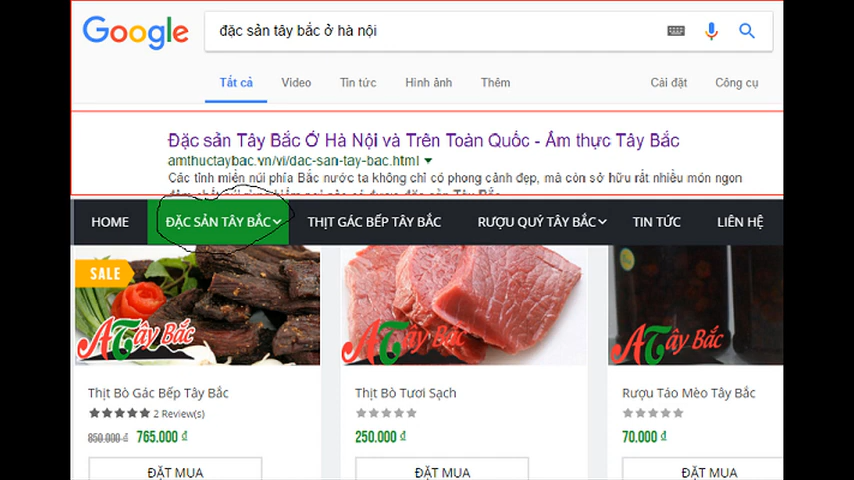 Google
đặc sản tây bắc ở hà nội
Tất cả Video Tin tức Hình ảnh Thêm Cài đặt Công cụ
Đặc sản Tây Bắc Ở Hà Nội và Trên Toàn Quốc - Ẩm thực Tây Bắc
amthuctaybac.vn/vi/dac-san-tay-bac.html
Các tỉnh miền núi phía Bắc nước ta không chỉ có phong cảnh đẹp, mà còn sở hữu rất nhiều món ngon
HOME ĐẶC SẢN TÂY BẮC THỊT GÁC BẾP TÂY BẮC RƯỢU QUÝ TÂY BẮC TIN TỨC LIÊN HỆ
SALE
ATây Bắc ATây Bắc ATây Bắc
Thịt Bò Gác Bếp Tây Bắc Thịt Bò Tươi Sạch Rượu Táo Mèo Tây Bắc
2 Review(s)
850.000 đ 765.000 đ 250.000 đ 70.000 đ
ĐẶT MUA ĐẶT MUA ĐẶT MUA